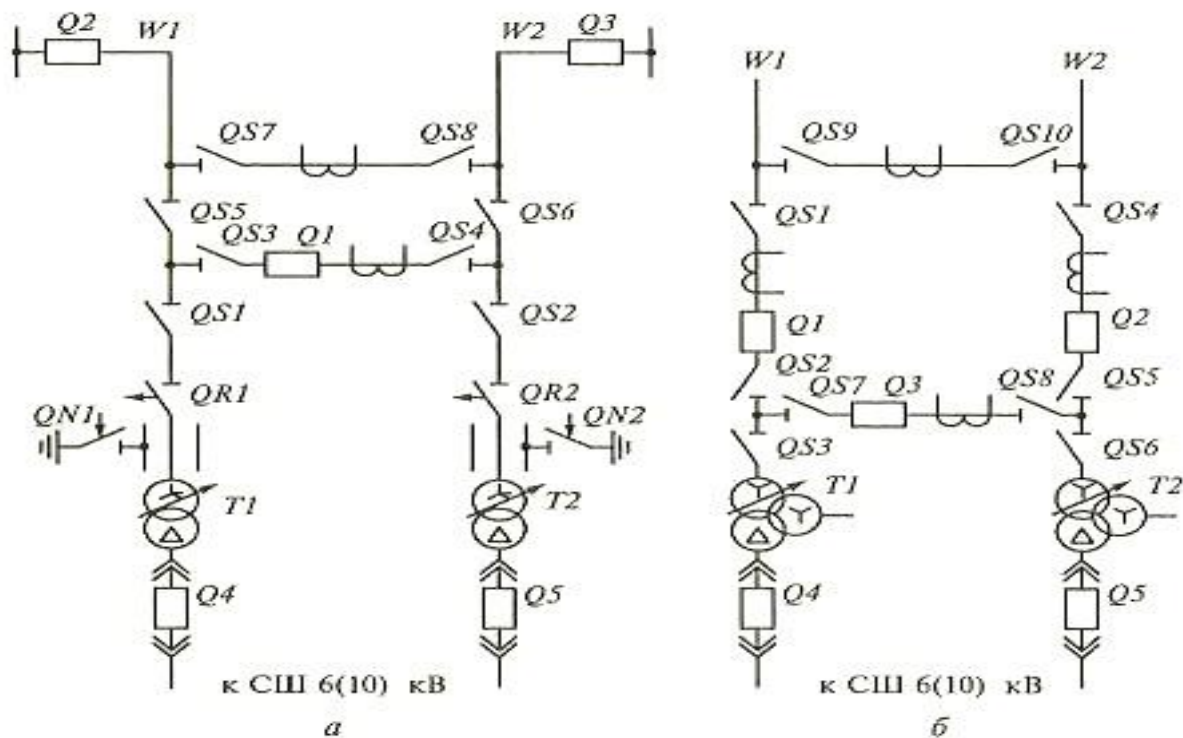 Q2 W1 W2 Q3
QS7 QS8
QS5 QS6
QS3 Q1 QS4
QS1 QS2
QR1 QR2
QN1 QN2
T1 T2
Q4 Q5
к СШ 6(10) кВ
а
W1 W2
QS9 QS10
QS1 QS4
Q1 Q2
QS2 QS5
QS7 Q3 QS8
QS3 QS6
T1 T2
Q4 Q5
к СШ 6(10) кВ
б